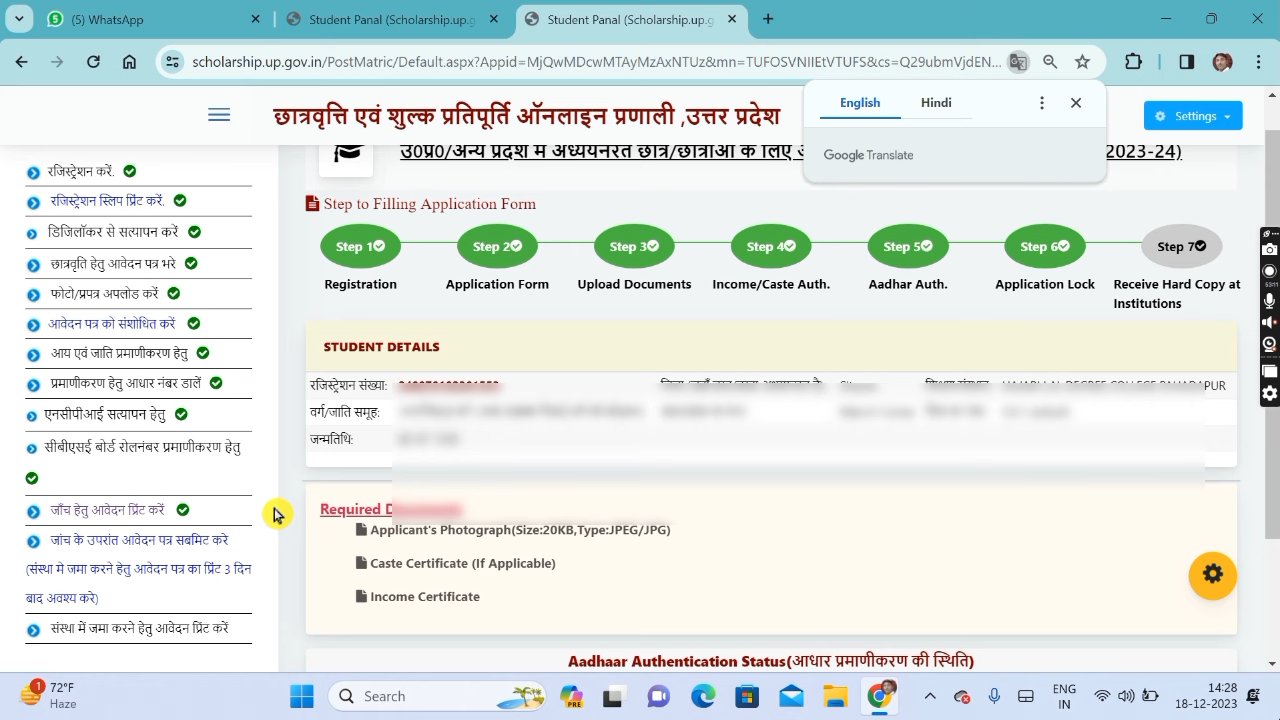 WhatsApp
Student Panal (Scholarship.up.g
Student Panal (Scholarship.up.g
scholarship.up.gov.in/PostMatric/Default.aspx?Appid=MjQwMDcwMTAyMzAxNTUz&mn=TUFOSVNIIEtVTUFS&cs=Q29ubmVjdEN...
English Hindi
Google Translate
छात्रवृत्ति एवं शुल्क प्रतिपूर्ति ऑनलाइन प्रणाली ,उत्तर प्रदेश
Settings
उ0प्र0/अन्य प्रदेश में अध्ययनरत छात्र/छात्राओं के लिए
2023-24)
रजिस्ट्रेशन करें.
रजिस्ट्रेशन स्लिप प्रिंट करें.
डिजिलॉकर से सत्यापन करें
छात्रवृति हेतु आवेदन पत्र भरे
फोटो/प्रपत्र अपलोड करें
आवेदन पत्र को संशोधित करें
आय एवं जाति प्रमाणीकरण हेतु
प्रमाणीकरण हेतु आधार नंबर डालें
एनसीपीआई सत्यापन हेतु
सीबीएसई बोर्ड रोलनंबर प्रमाणीकरण हेतु
जाँच हेतु आवेदन प्रिंट करें
जांच के उपरांत आवेदन पत्र सबमिट करे
(संस्था मे जमा करने हेतु आवेदन पत्र का प्रिंट 3 दिन
बाद अवश्य करे)
संस्था में जमा करने हेतु आवेदन प्रिंट करें
Step to Filling Application Form
Step 1 Step 2 Step 3 Step 4 Step 5 Step 6 Step 7
Registration Application Form Upload Documents Income/Caste Auth. Aadhar Auth. Application Lock Receive Hard Copy at
Institutions
STUDENT DETAILS
रजिस्ट्रेशन संख्या:
वर्ग/जाति समूह:
जन्मतिथि:
Required
Applicant's Photograph(Size:20KB,Type:JPEG/JPG)
Caste Certificate (If Applicable)
Income Certificate
Aadhaar Authentication Status(आधार प्रमाणीकरण की स्थिति)
1
72°F
Haze
Search
PRE
ENG
IN
14:28
18-12-2023